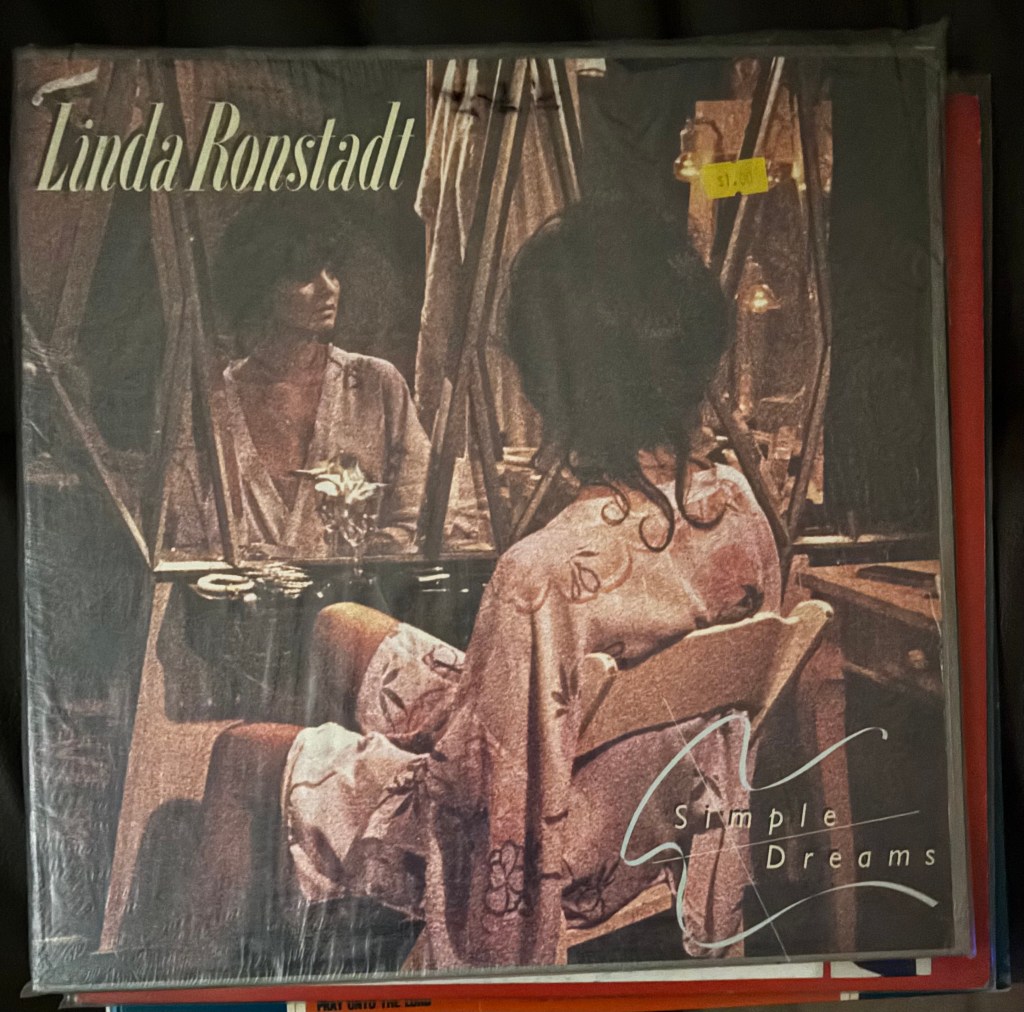 Linda Ronstadt
$1.00
Simple
Dreams
PRAY UNTO THE LORD